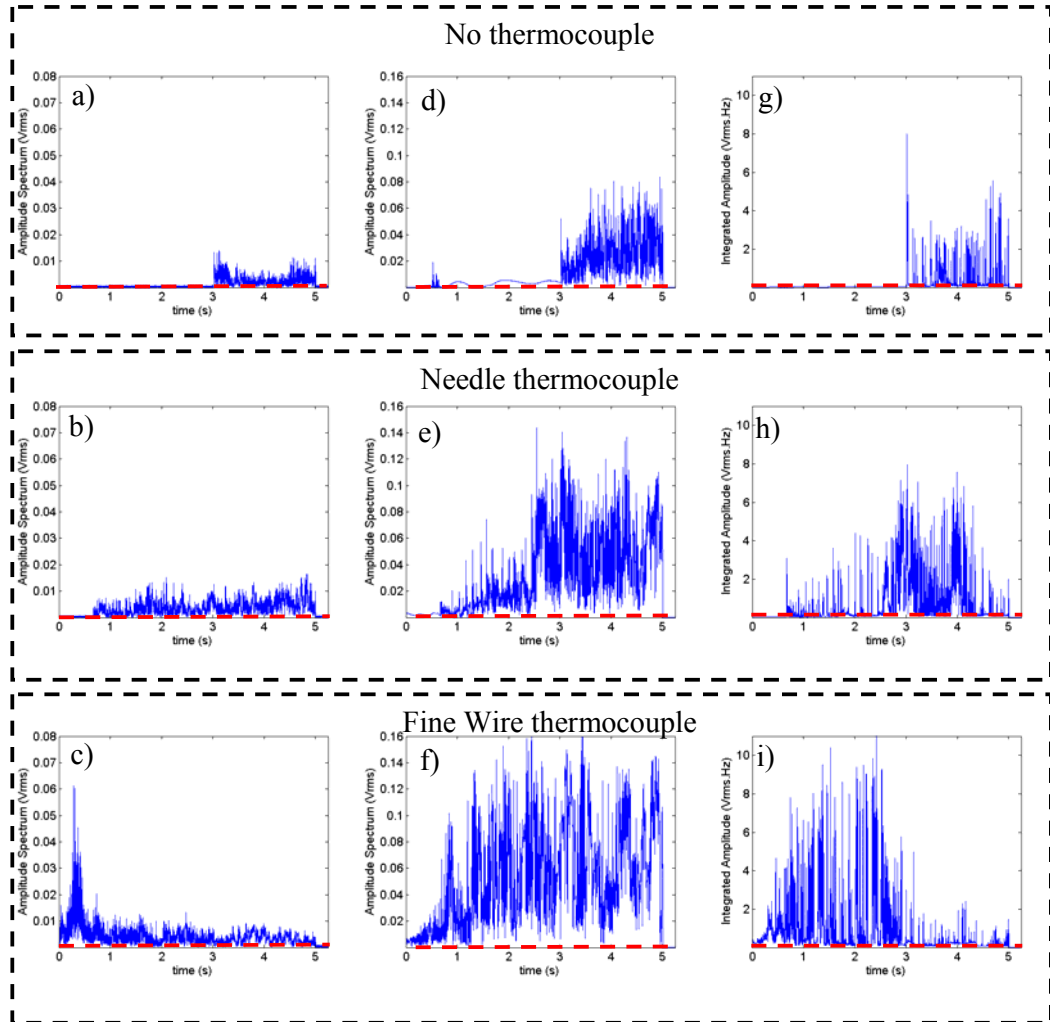 No thermocouple
a)
0.08
0.07
0.06
0.05
0.04
0.03
0.02
0.01
Amplitude Spectrum (Vrms)
0 1 2 3 4 5
time (s)
d)
0.16
0.14
0.12
0.1
0.08
0.06
0.04
0.02
Amplitude Spectrum (Vrms)
0 1 2 3 4 5
time (s)
g)
10
8
6
4
2
Integrated Amplitude (Vrms.Hz)
0 1 2 3 4 5
time (s)
Needle thermocouple
b)
0.08
0.07
0.06
0.05
0.04
0.03
0.02
0.01
Amplitude Spectrum (Vrms)
0 1 2 3 4 5
time (s)
e)
0.16
0.14
0.12
0.1
0.08
0.06
0.04
0.02
Amplitude Spectrum (Vrms)
0 1 2 3 4 5
time (s)
h)
10
8
6
4
2
Integrated Amplitude (Vrms.Hz)
0 1 2 3 4 5
time (s)
Fine Wire thermocouple
c)
0.08
0.07
0.06
0.05
0.04
0.03
0.02
0.01
Amplitude Spectrum (Vrms)
0 1 2 3 4 5
time (s)
f)
0.16
0.14
0.12
0.1
0.08
0.06
0.04
0.02
Amplitude Spectrum (Vrms)
0 1 2 3 4 5
time (s)
i)
10
8
6
4
2
Integrated Amplitude (Vrms.Hz)
0 1 2 3 4 5
time (s)